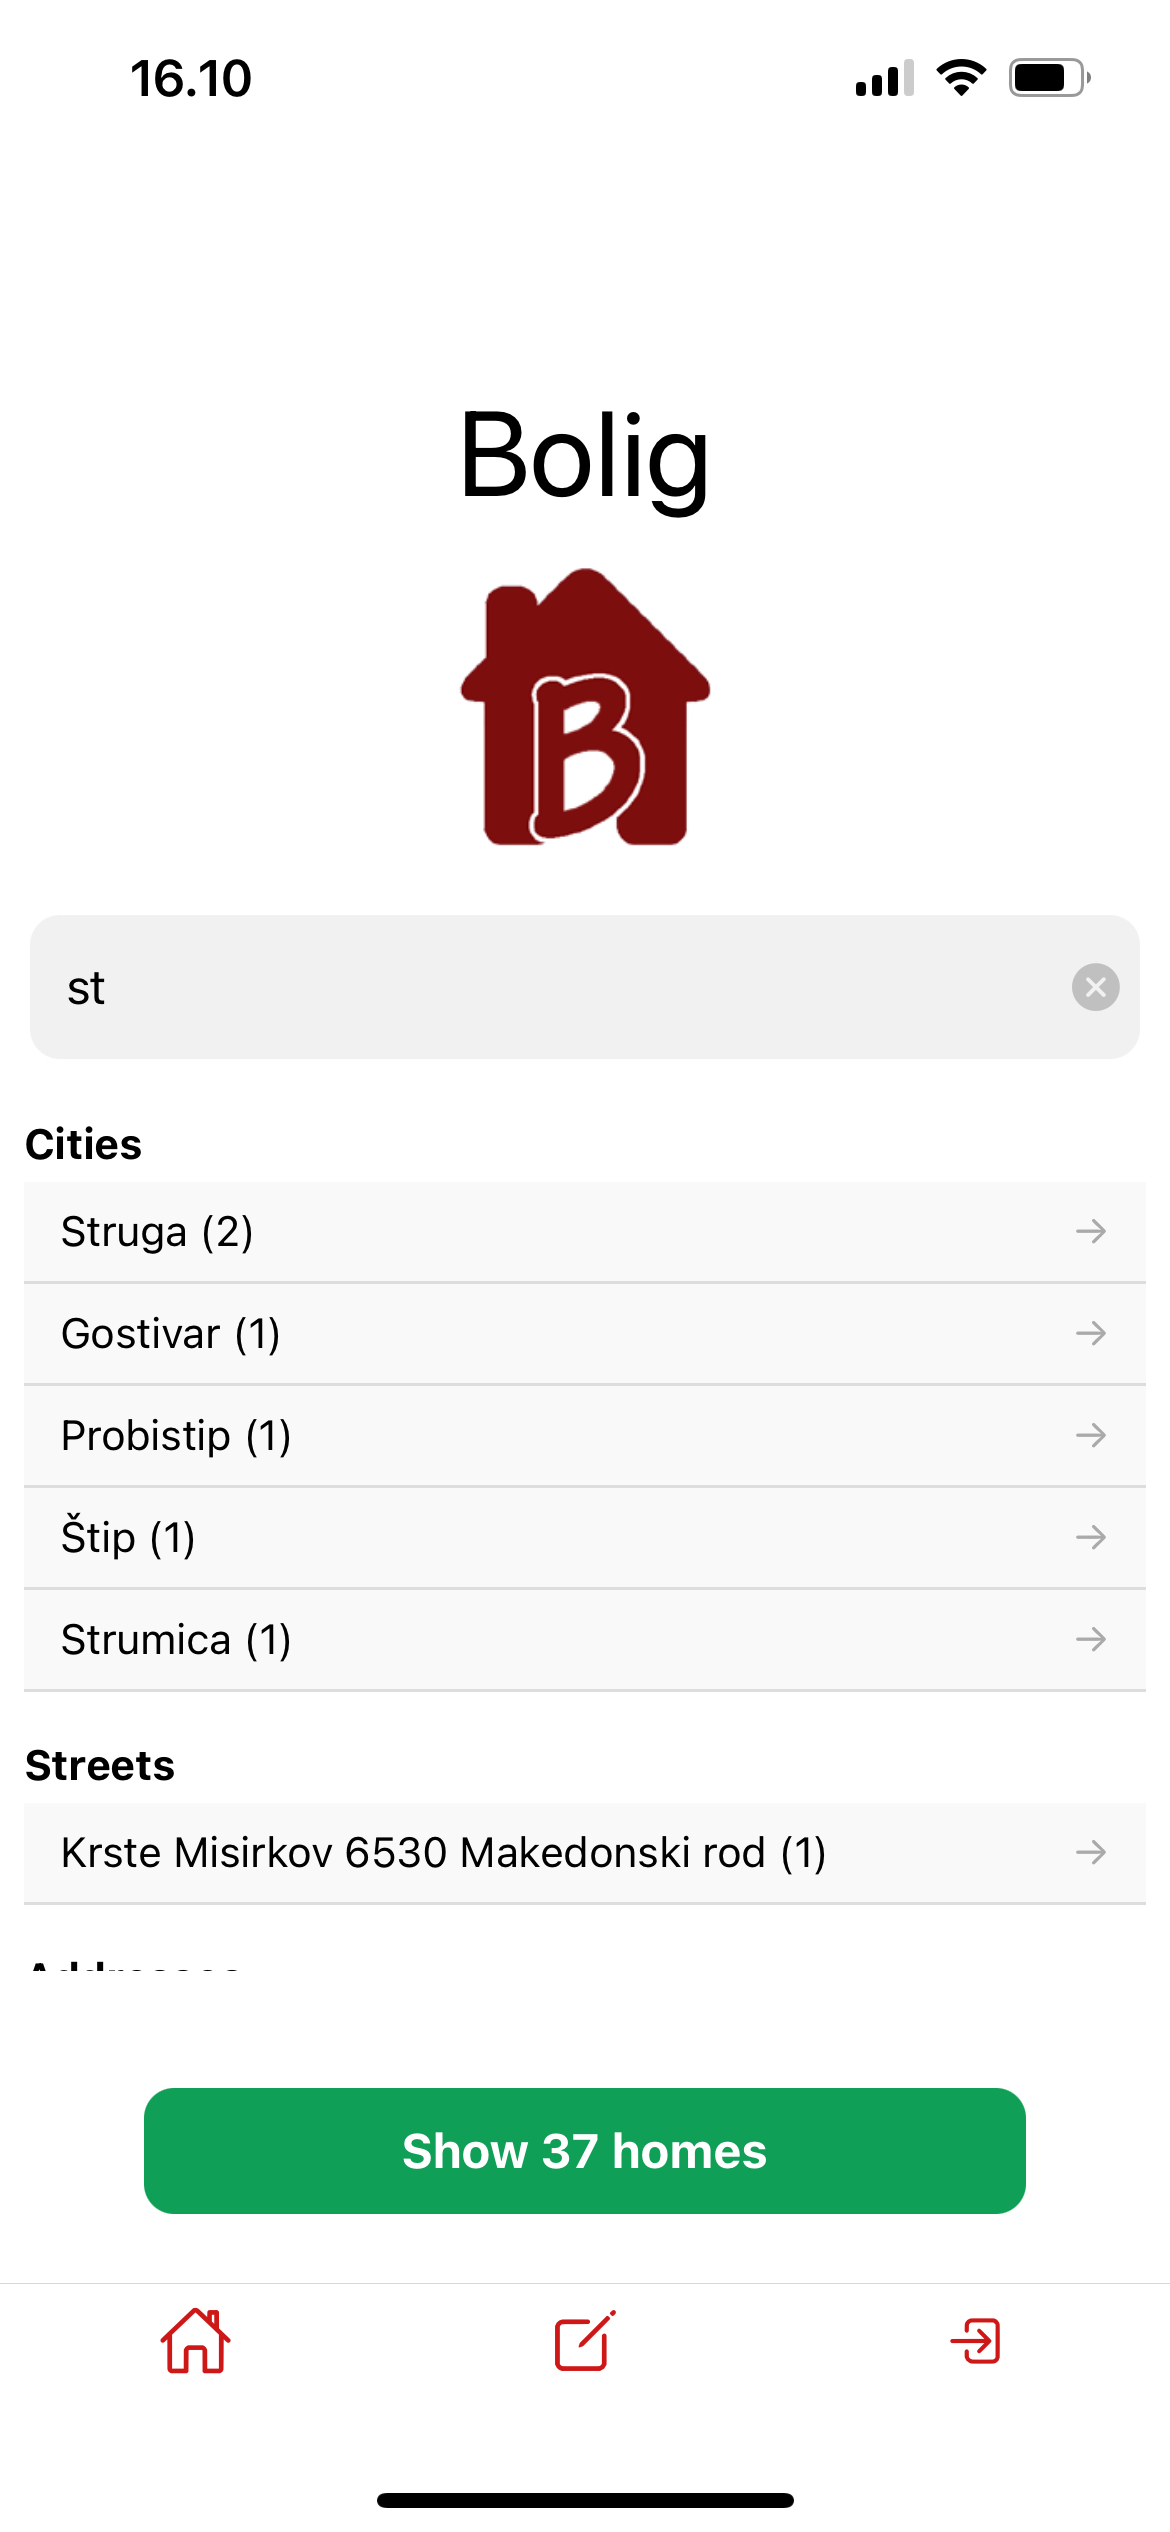 16.10
Bolig
B
st
Cities
Struga (2)
Gostivar (1)
Probistip (1)
Štip (1)
Strumica (1)
Streets
Krste Misirkov 6530 Makedonski rod (1)
Addresses
Show 37 homes